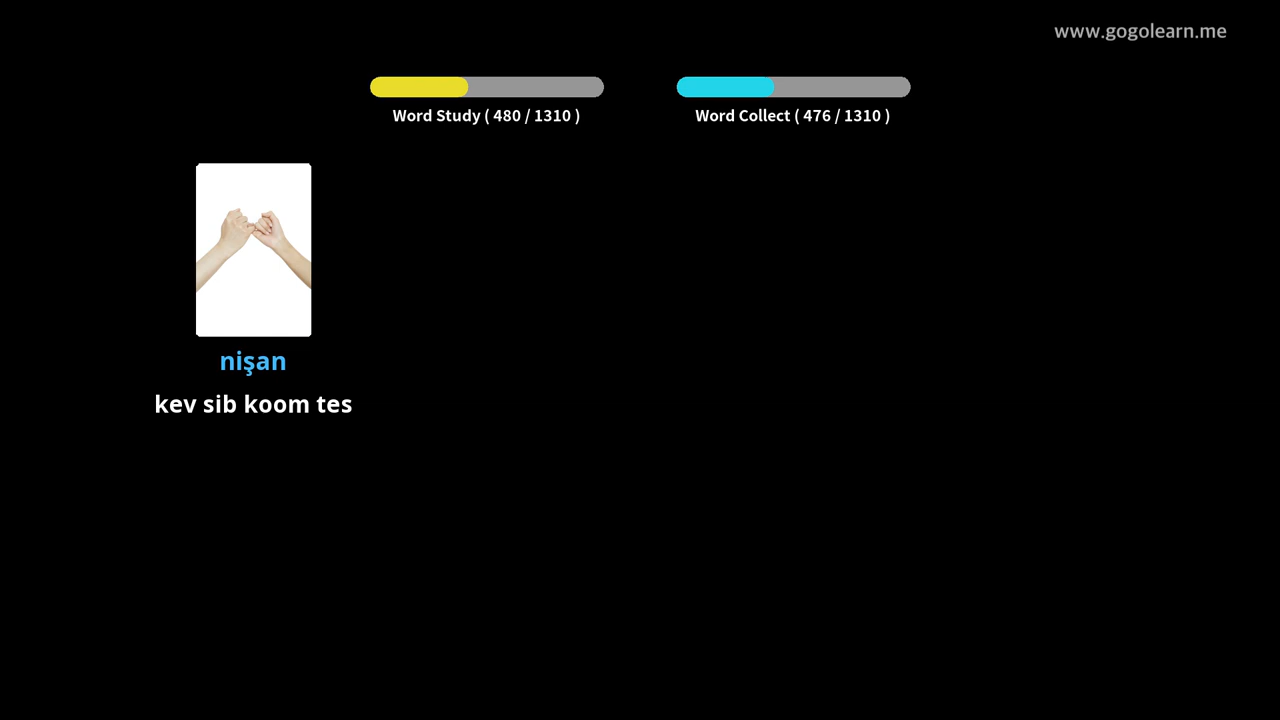 www.gogolearn.me
Word Study ( 480 / 1310 )
Word Collect ( 476 / 1310 )
nişan
kev sib koom tes